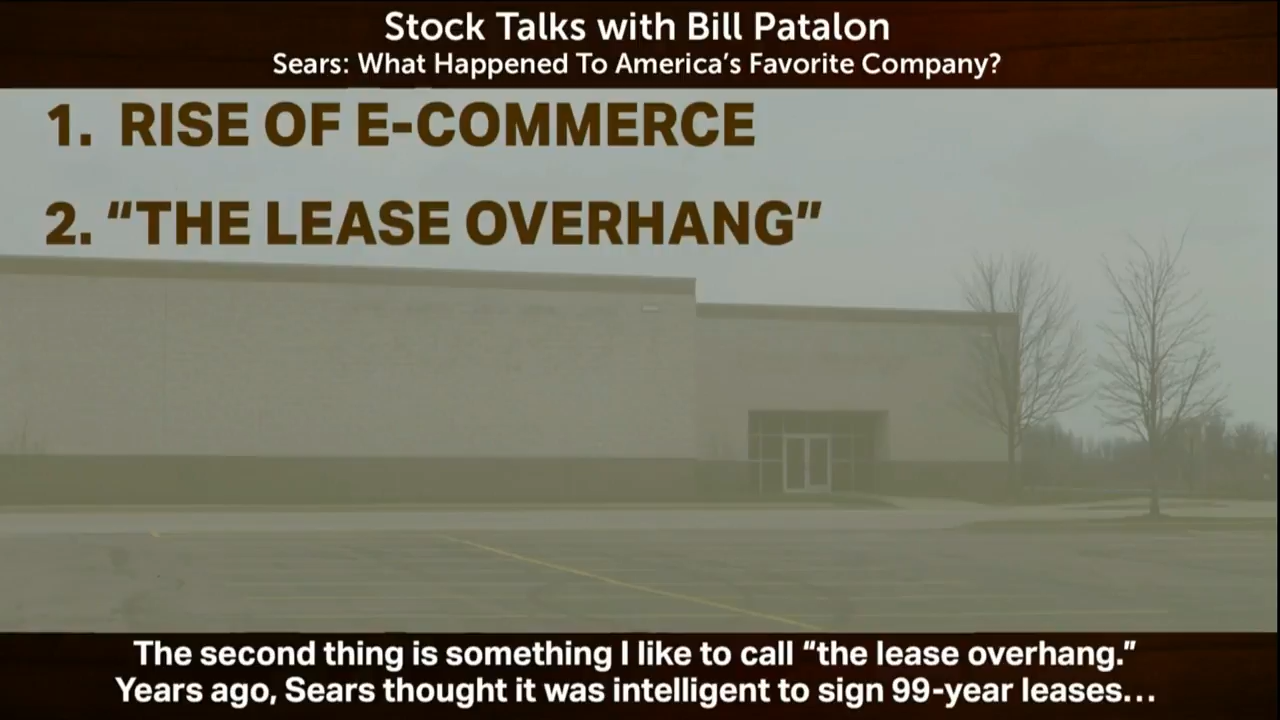 Stock Talks with Bill Patalon
Sears: What Happened To America's Favorite Company?
1. RISE OF E-COMMERCE
2. “THE LEASE OVERHANG”
The second thing is something I like to call “the lease overhang.”
Years ago, Sears thought it was intelligent to sign 99-year leases...